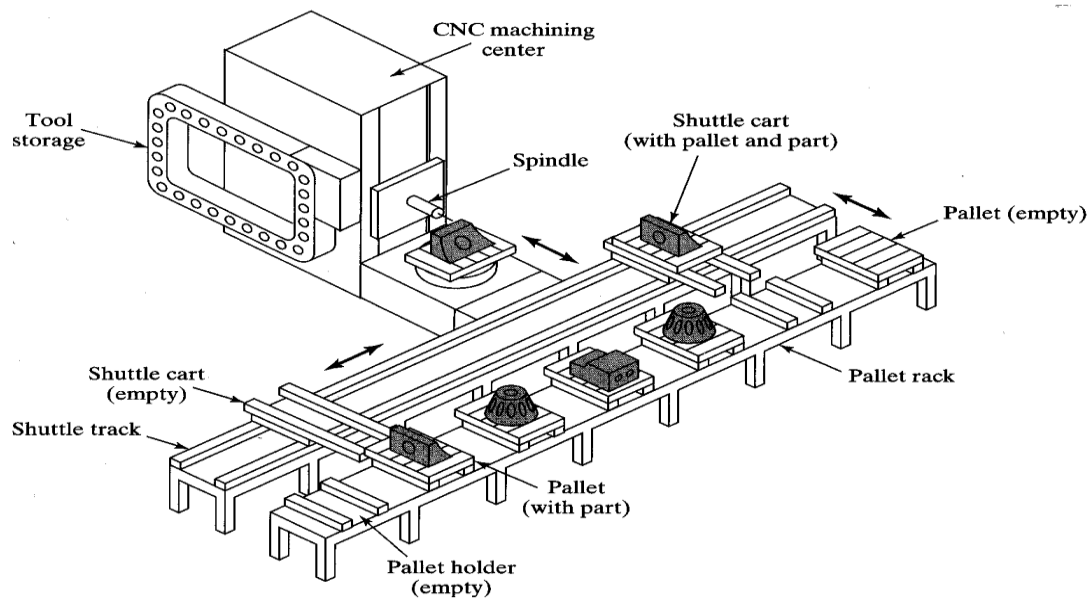 CNC machining
center
Tool
storage
Shuttle cart
(with pallet and part)
Spindle
Pallet (empty)
Shuttle cart
(empty)
Pallet rack
Shuttle track
Pallet
(with part)
Pallet holder
(empty)